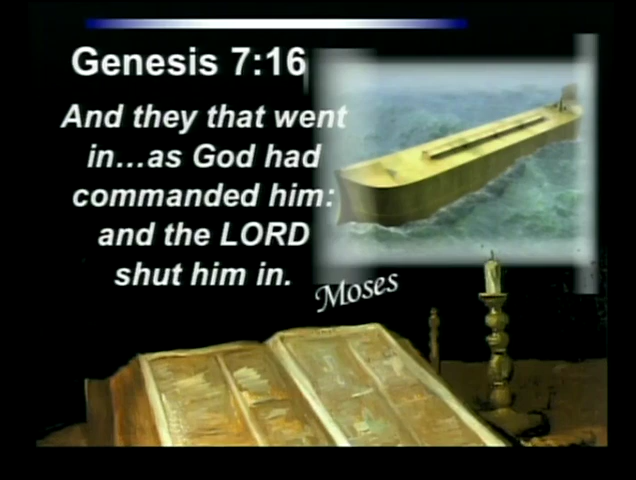 Genesis 7:16
And they that went
in...as God had
commanded him:
and the LORD
shut him in.
Moses